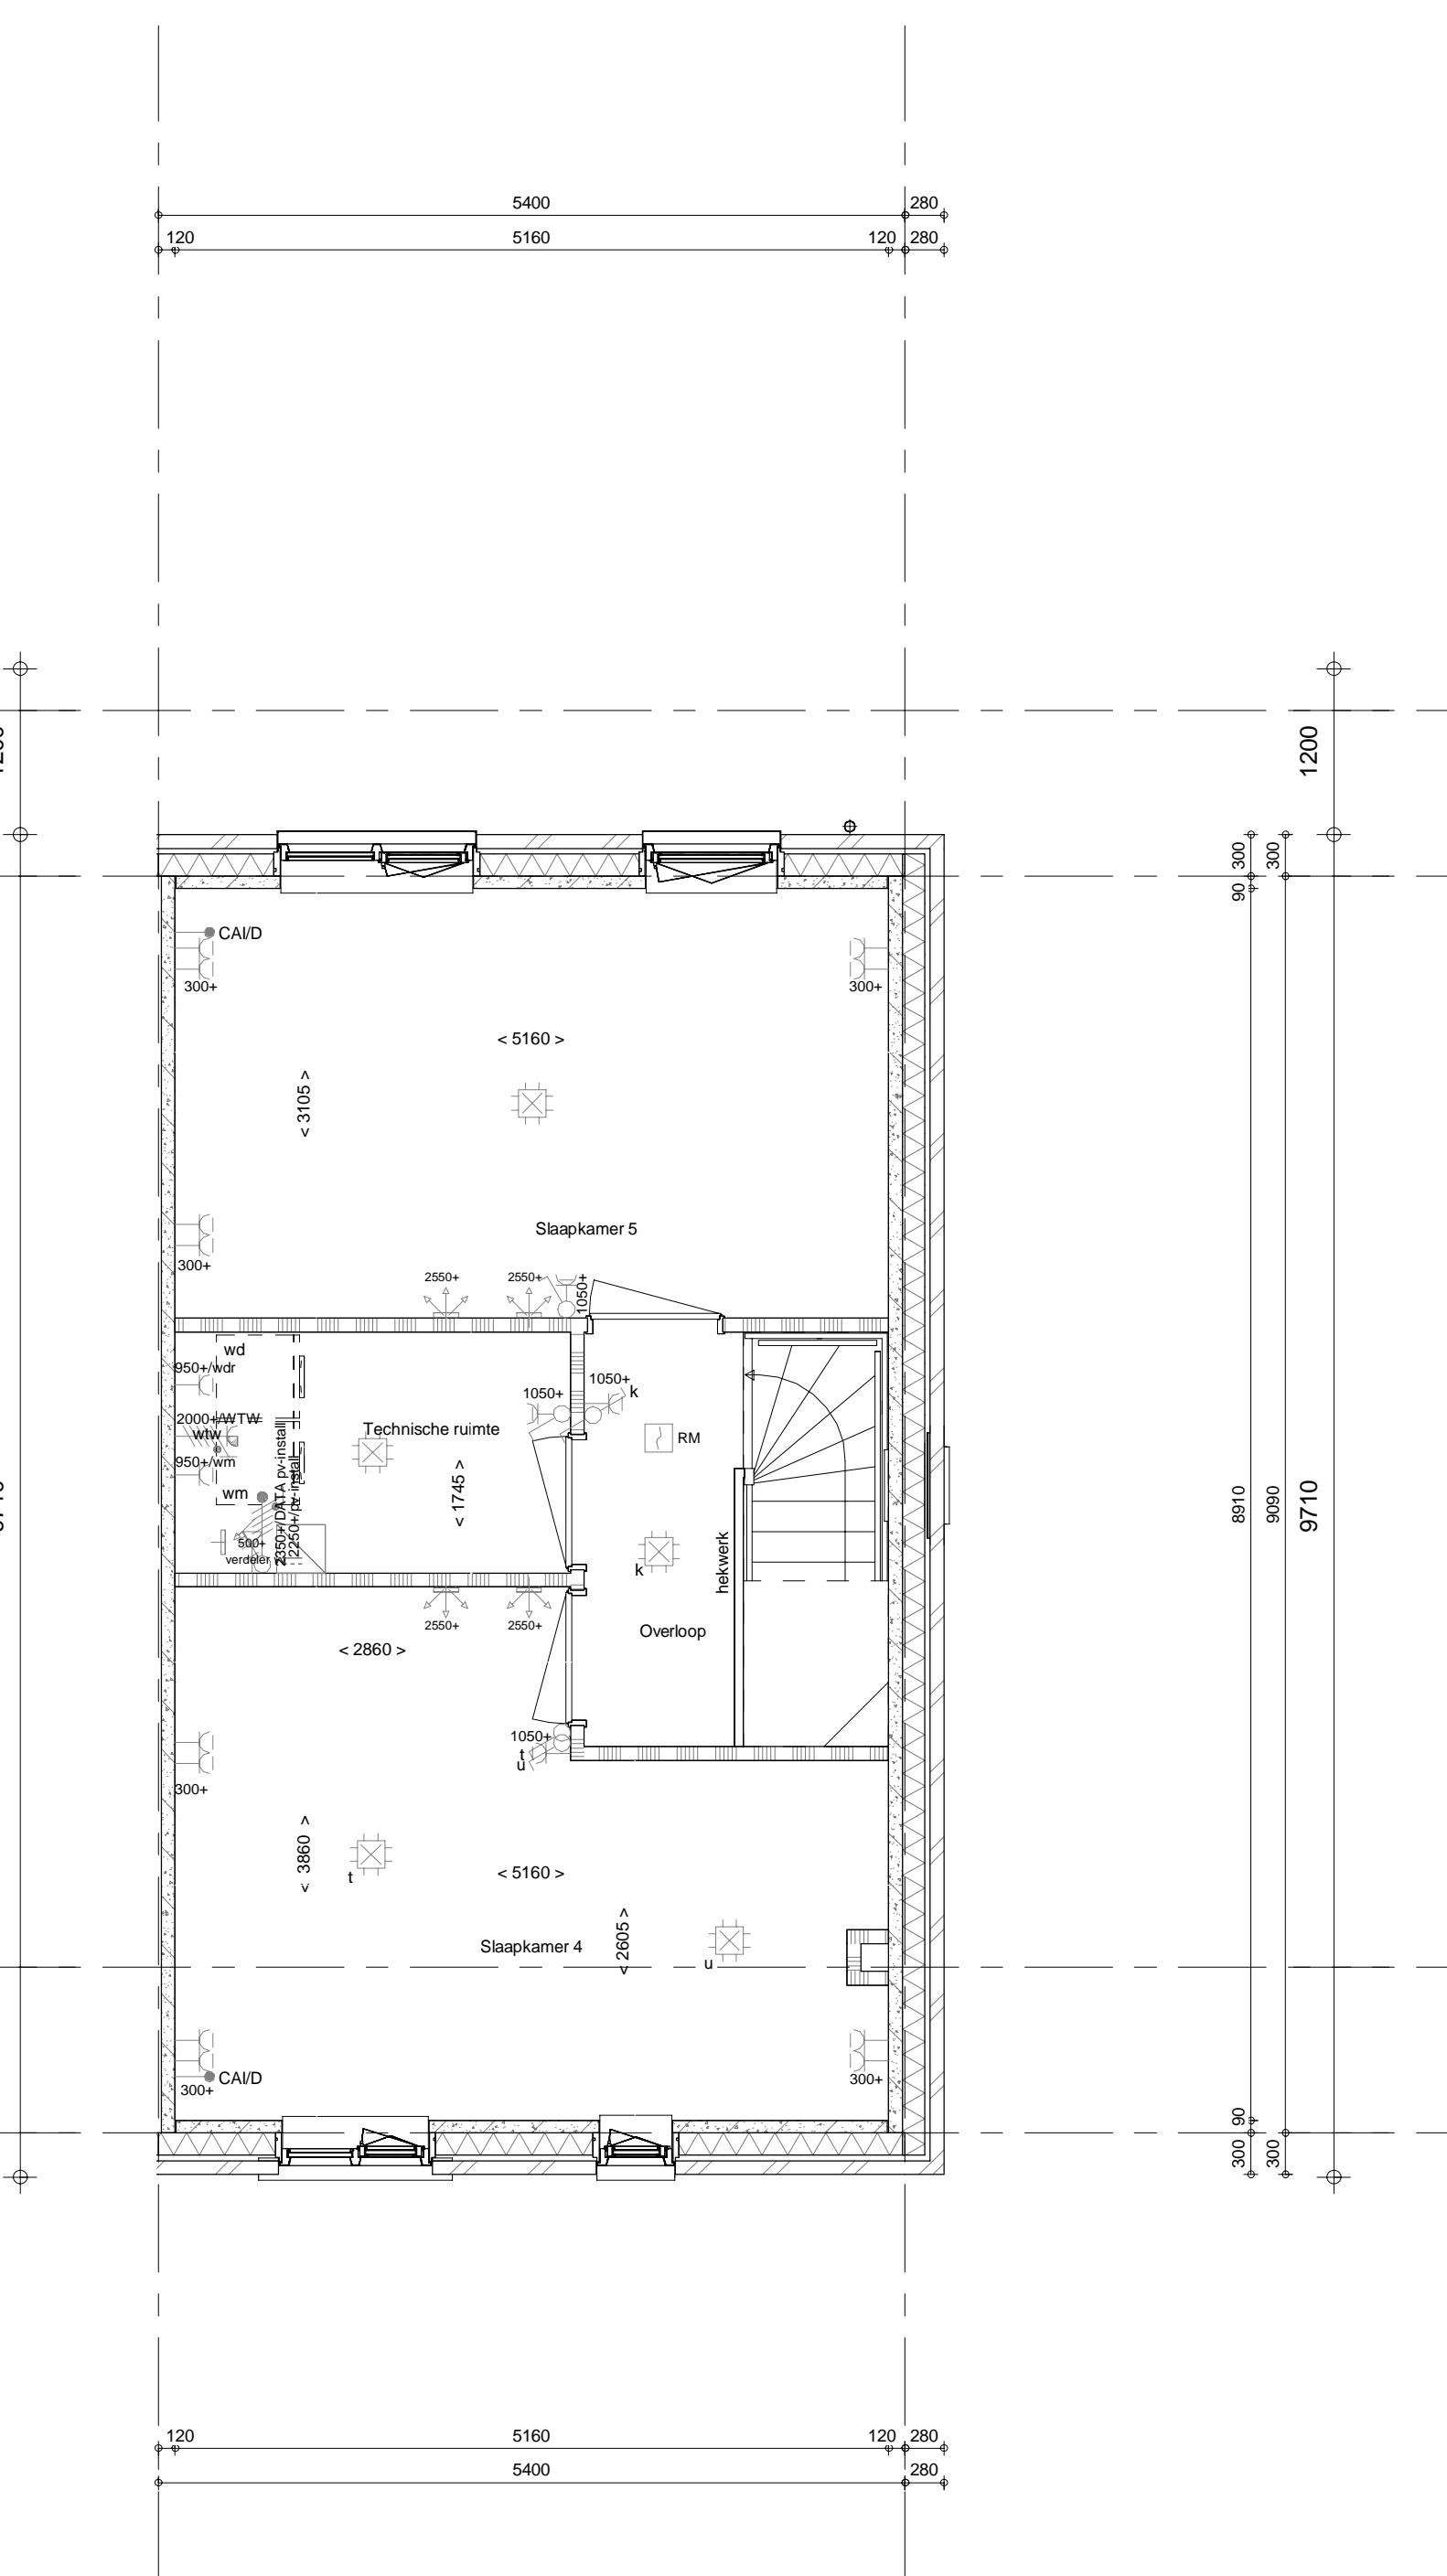 5400
280
120
5160
120
280
1200
300
300
90
CAI/D
300+
300+
< 5160 >
< 3105 >
Slaapkamer 5
300+
2550+
2550+
1050+
wd
950+/wdr
1050+
1050+
k
2000+/WTW
wtw
Technische ruimte
RM
950+/wm
wm
< 1745 >
2350+/DATA pv-install
2250+/pv-install
500+
verdeler
k
hekwerk
8910
9090
9710
2550+
2550+
Overloop
< 2860 >
1050+
t
u
300+
< 3860 >
t
< 5160 >
< 2605 >
Slaapkamer 4
u
CAI/D
300+
300+
90
300
300
120
5160
120
280
5400
280